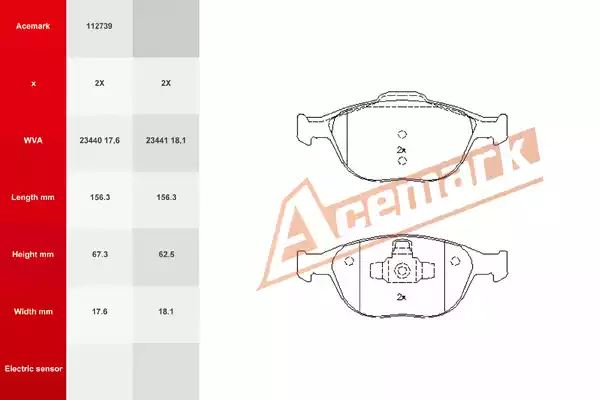 Acemark 112739
x 2X 2X
WVA 23440 17,6 23441 18,1
Length mm 156.3 156.3
Height mm 67.3 62.5
Width mm 17.6 18.1
Electric sensor
2x
Acemark
2x